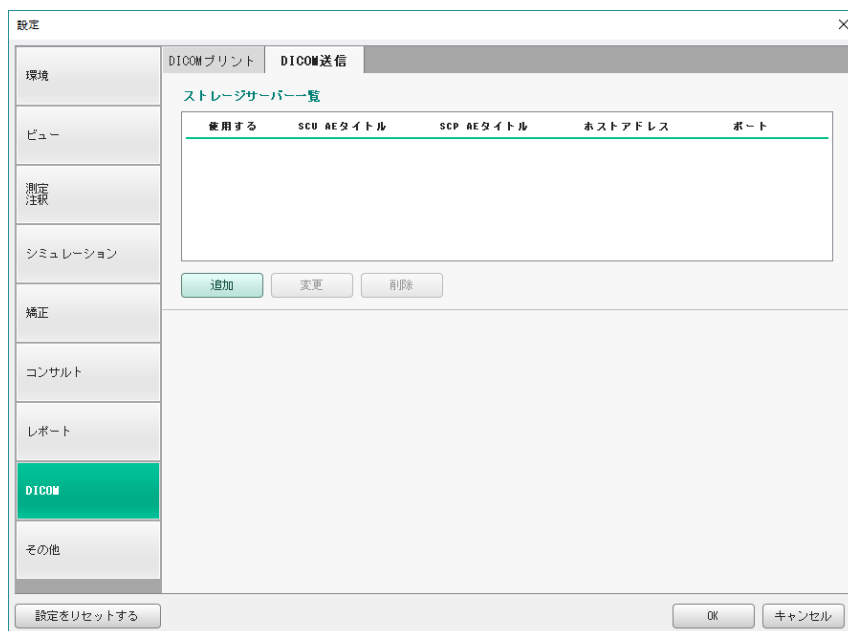 設定
環境
ビュー
測定
注釈
シミュレーション
矯正
コンサルト
レポート
DICOM
その他
DICOMプリント DICOM送信
ストレージサーバー一覧
使用する SCU AEタイトル SCP AEタイトル ホストアドレス ポート
追加 変更 削除
設定をリセットする OK キャンセル